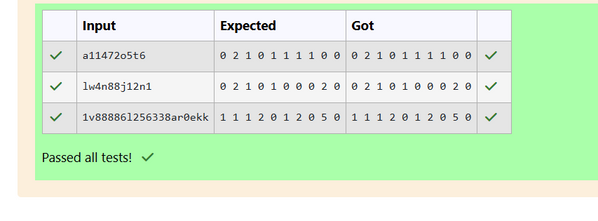 Input Expected Got
a11472o5t6 0 2 1 0 1 1 1 1 0 0 0 2 1 0 1 1 1 1 0 0
lw4n88j12n1 0 2 1 0 1 0 0 0 2 0 0 2 1 0 1 0 0 0 2 0
1v88886l256338ar0ekk 1 1 1 2 0 1 2 0 5 0 1 1 1 2 0 1 2 0 5 0
Passed all tests!